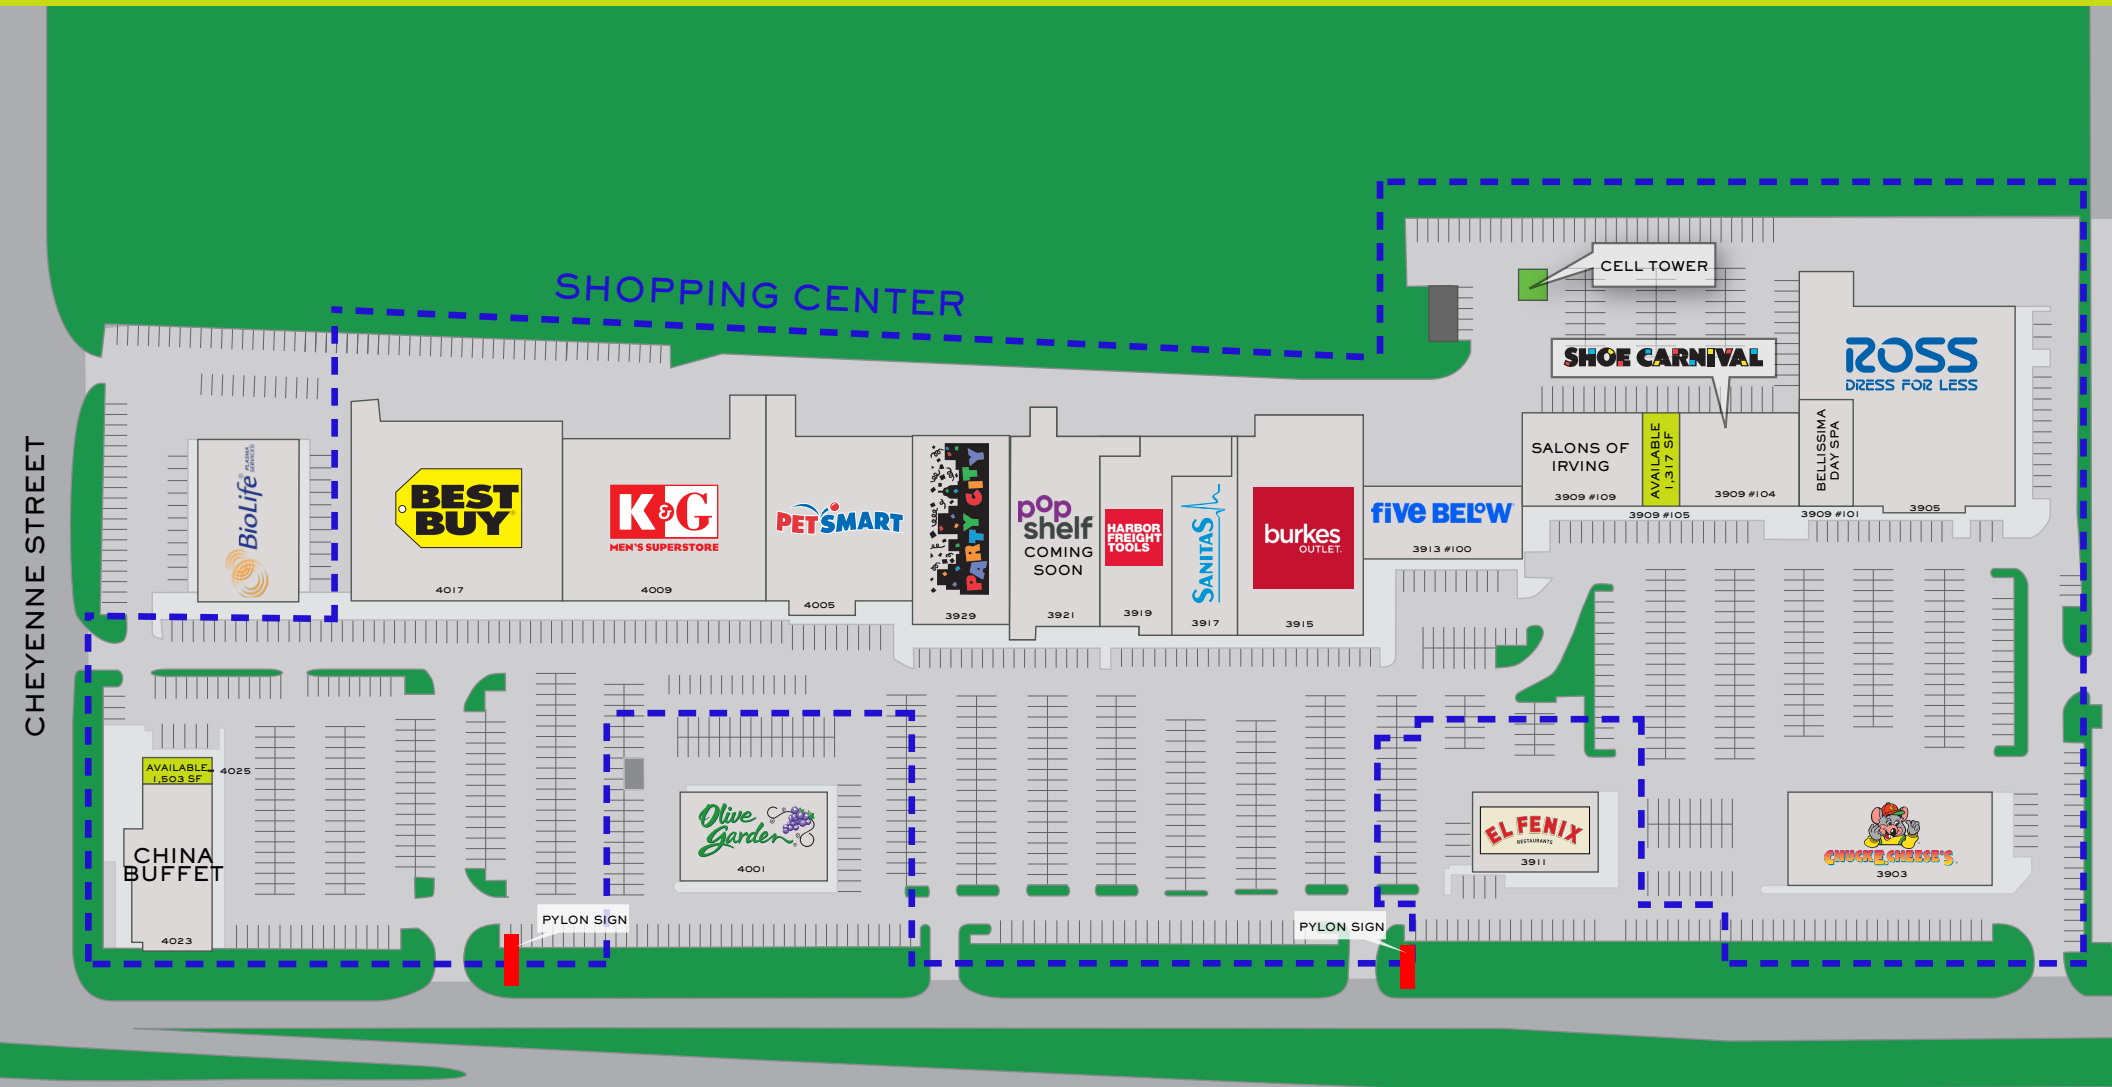 SHOPPING CENTER
CELL TOWER
SHOE CARNIVAL
ROSS
DRESS FOR LESS
CHEYENNE STREET
BioLife
PLASMA
SERVICES
BEST
BUY
4017
K&G
MEN'S SUPERSTORE
4009
PETSMART
4005
PARTY CITY
3929
pop
shelf
COMING
SOON
3921
HARBOR
FREIGHT
TOOLS
3919
SANITAS
3917
burkes
OUTLET.
3915
five BELOW
3913 #100
SALONS OF
IRVING
3909 #109
AVAILABLE
1,317 SF
3909 #105
3909 #104
BELLISSIMA
DAY SPA
3909 #101
3905
AVAILABLE
1,503 SF
4025
CHINA
BUFFET
4023
Olive
Garden
4001
EL FENIX
RESTAURANTS
3911
CHUCK E. CHEESE'S.
3903
PYLON SIGN
PYLON SIGN